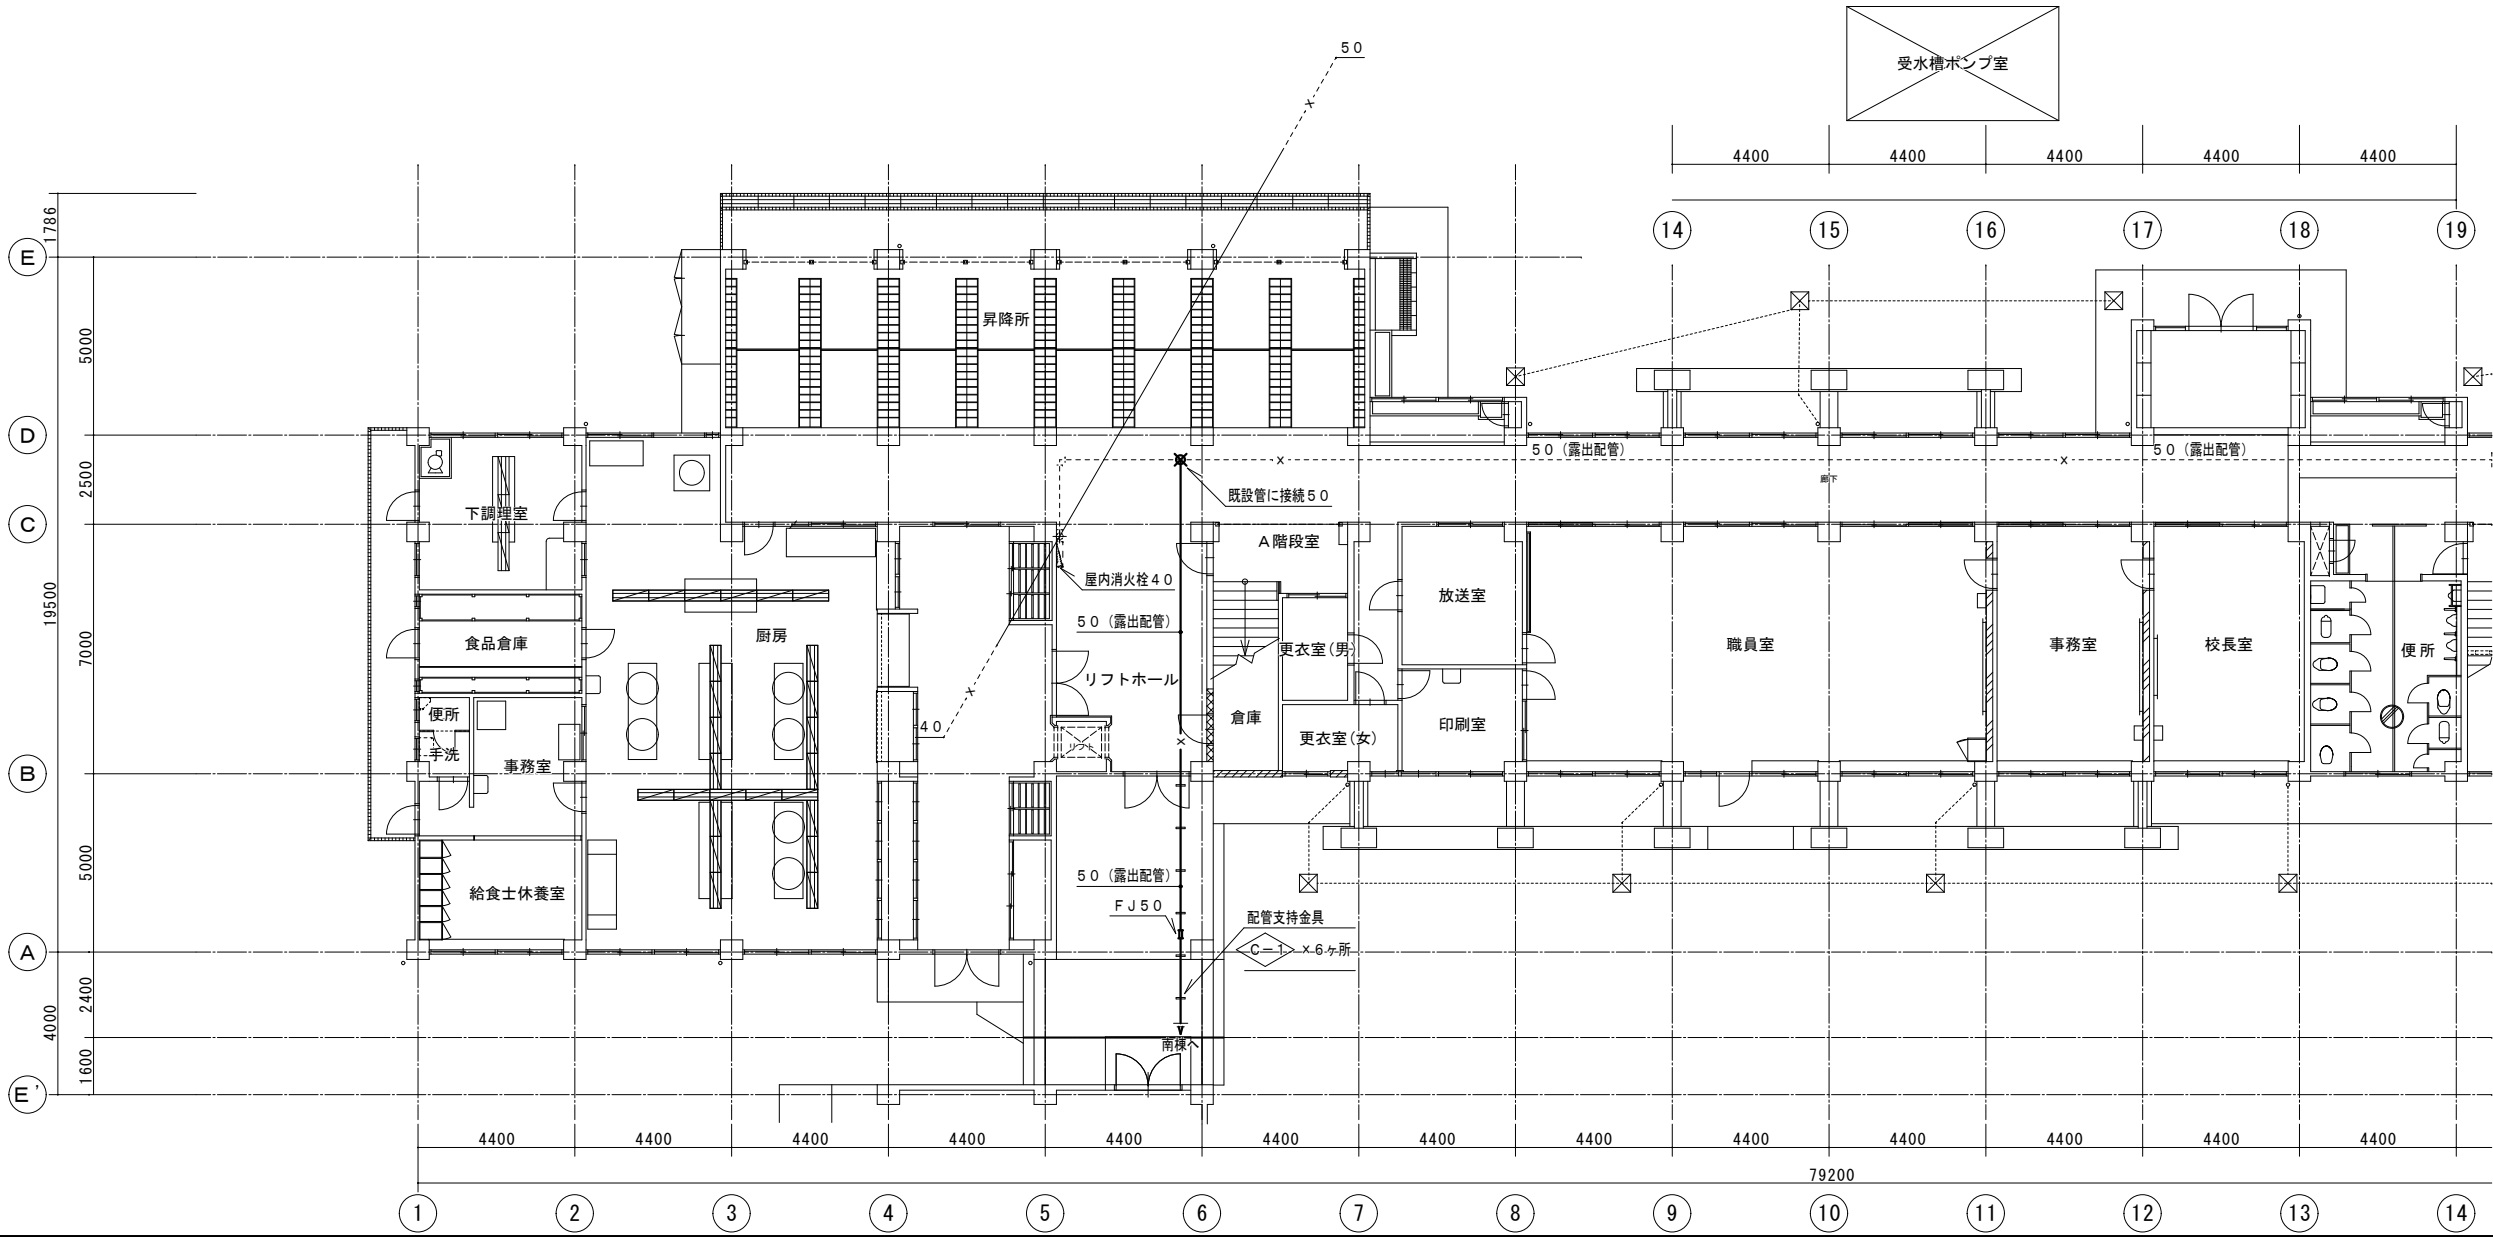 ５０
受水槽ポンプ室
4400 4400 4400 4400 4400
1786
14 15 16 17 18 19
E
5000
昇降所
D
５０（露出配管） ５０（露出配管）
2500
既設管に接続５０
廊下
C
下調理室
Ａ階段室
屋内消火栓４０
19500
放送室
５０（露出配管）
厨房
食品倉庫
7000
更衣室(男)
職員室
事務室
校長室
便所
リフトホール
便所
４０
倉庫
印刷室
更衣室(女)
リフト
手洗
事務室
B
5000
５０（露出配管）
給食士休養室
ＦＪ５０
配管支持金具
Ｃ－１ ×６ヶ所
A
2400
4000
南棟へ
1600
E'
4400 4400 4400 4400 4400 4400 4400 4400 4400 4400 4400 4400 4400
79200
1 2 3 4 5 6 7 8 9 10 11 12 13 14